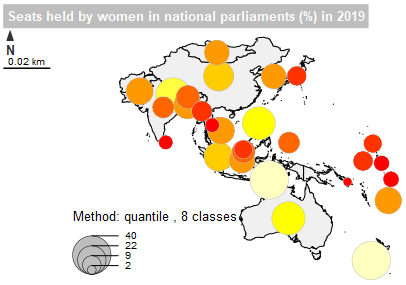 Seats held by women in national parliaments (%) in 2019
N
0.02 km
Method: quantile , 8 classes
40
22
9
2